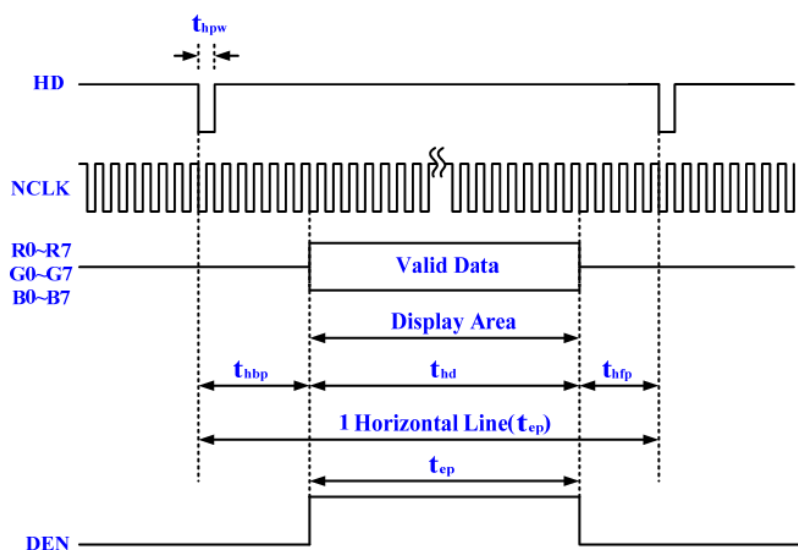 thpw
HD
NCLK
R0~R7
G0~G7
B0~B7
Valid Data
Display Area
thbp
thd
thfp
1 Horizontal Line(tep)
tep
DEN